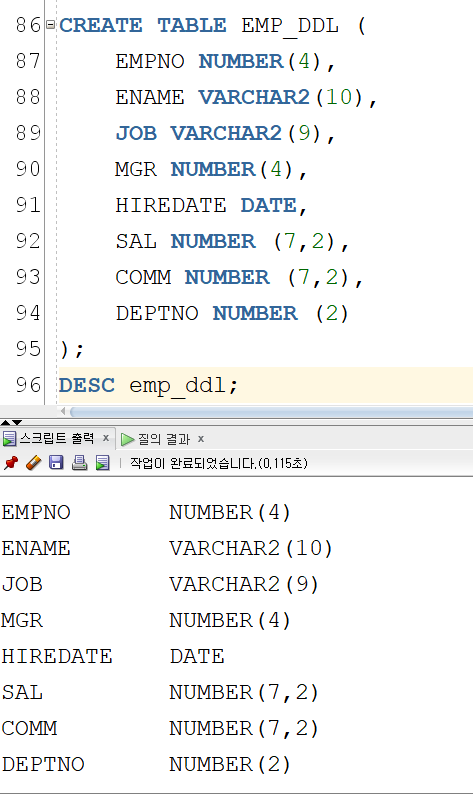 86 CREATE TABLE EMP_DDL (
87 EMPNO NUMBER(4),
88 ENAME VARCHAR2(10),
89 JOB VARCHAR2(9),
90 MGR NUMBER(4),
91 HIREDATE DATE,
92 SAL NUMBER (7,2),
93 COMM NUMBER (7,2),
94 DEPTNO NUMBER (2)
95 );
96 DESC emp_ddl;
스크립트 출력 x 질의 결과 x
작업이 완료되었습니다.(0,115초)
EMPNO NUMBER(4)
ENAME VARCHAR2(10)
JOB VARCHAR2(9)
MGR NUMBER(4)
HIREDATE DATE
SAL NUMBER(7,2)
COMM NUMBER(7,2)
DEPTNO NUMBER(2)